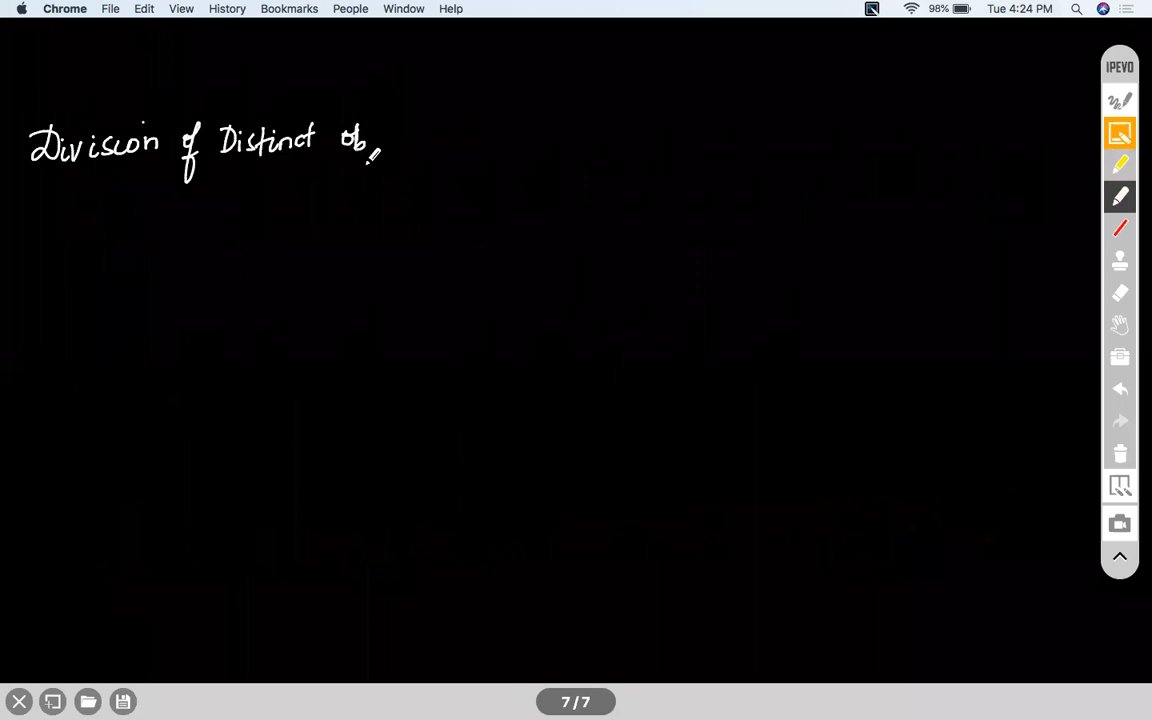 Chrome File Edit View History Bookmarks People Window Help 98% Tue 4:24 PM
IPEVO
Division of Distinct ob
7/7